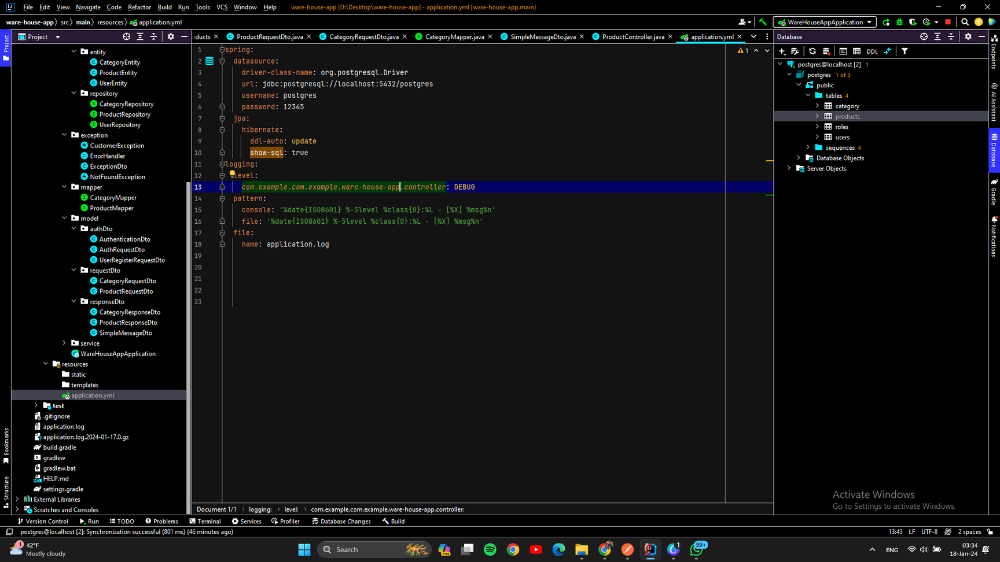 File Edit View Navigate Code Refactor Build Run Tools VCS Window Help ware-house-app [D:\Desktop\ware-house-app] - application.yml [ware-house-app.main]
ware-house-app src main resources application.yml WareHouseAppApplication
Project
Project
ducts ProductRequestDto.java CategoryRequestDto.java CategoryMapper.java SimpleMessageDto.java ProductController.java application.yml
Database
entity
CategoryEntity
ProductEntity
UserEntity
repository
CategoryRepository
ProductRepository
UserRepository
exception
CustomerException
ErrorHandler
ExceptionDto
NotFoundException
mapper
CategoryMapper
ProductMapper
model
authDto
AuthenticationDto
AuthRequestDto
UserRegisterRequestDto
requestDto
CategoryRequestDto
ProductRequestDto
responseDto
CategoryResponseDto
ProductResponseDto
SimpleMessageDto
service
WareHouseAppApplication
resources
static
templates
application.yml
test
.gitignore
application.log
application.log.2024-01-17.0.gz
build.gradle
gradlew
gradlew.bat
HELP.md
settings.gradle
External Libraries
Scratches and Consoles
Bookmarks
Structure
1 spring:
2 datasource:
3 driver-class-name: org.postgresql.Driver
4 url: jdbc:postgresql://localhost:5432/postgres
5 username: postgres
6 password: 12345
7 jpa:
8 hibernate:
9 ddl-auto: update
10 show-sql: true
11 logging:
12 level:
13 com.example.com.example.ware-house-app.controller: DEBUG
14 pattern:
15 console: '%date{ISO8601} %-5level %class{0}:%L - [%X] %msg%n'
16 file: '%date{ISO8601} %-5level %class{0}:%L - [%X] %msg%n'
17 file:
18 name: application.log
19
20
21
22
23
1
DDL
postgres@localhost [2] 1
postgres 1 of 3
public
tables 4
category
products
roles
users
sequences 4
Database Objects
Server Objects
Endpoints
AI Assistant
Database
Gradle
Notifications
Activate Windows
Go to Settings to activate Windows.
Document 1/1 logging: level: com.example.com.example.ware-house-app.controller:
Version Control Run TODO Problems Terminal Services Profiler Database Changes Build
postgres@localhost [2]: Synchronization successful (801 ms) (46 minutes ago) 13:43 LF UTF-8 2 spaces
1 42°F
Mostly cloudy
Search
PRE
1
99+
ENG
03:34
18-Jan-24